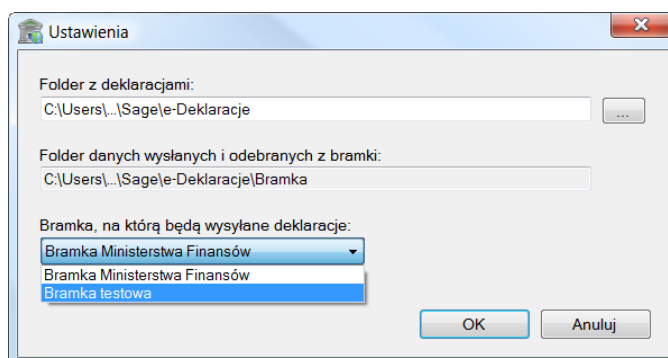 Ustawienia
Folder z deklaracjami:
C:\Users\...\Sage\e-Deklaracje
...
Folder danych wysłanych i odebranych z bramki:
C:\Users\...\Sage\e-Deklaracje\Bramka
Bramka, na którą będą wysyłane deklaracje:
Bramka Ministerstwa Finansów
Bramka Ministerstwa Finansów
Bramka testowa
OK Anuluj